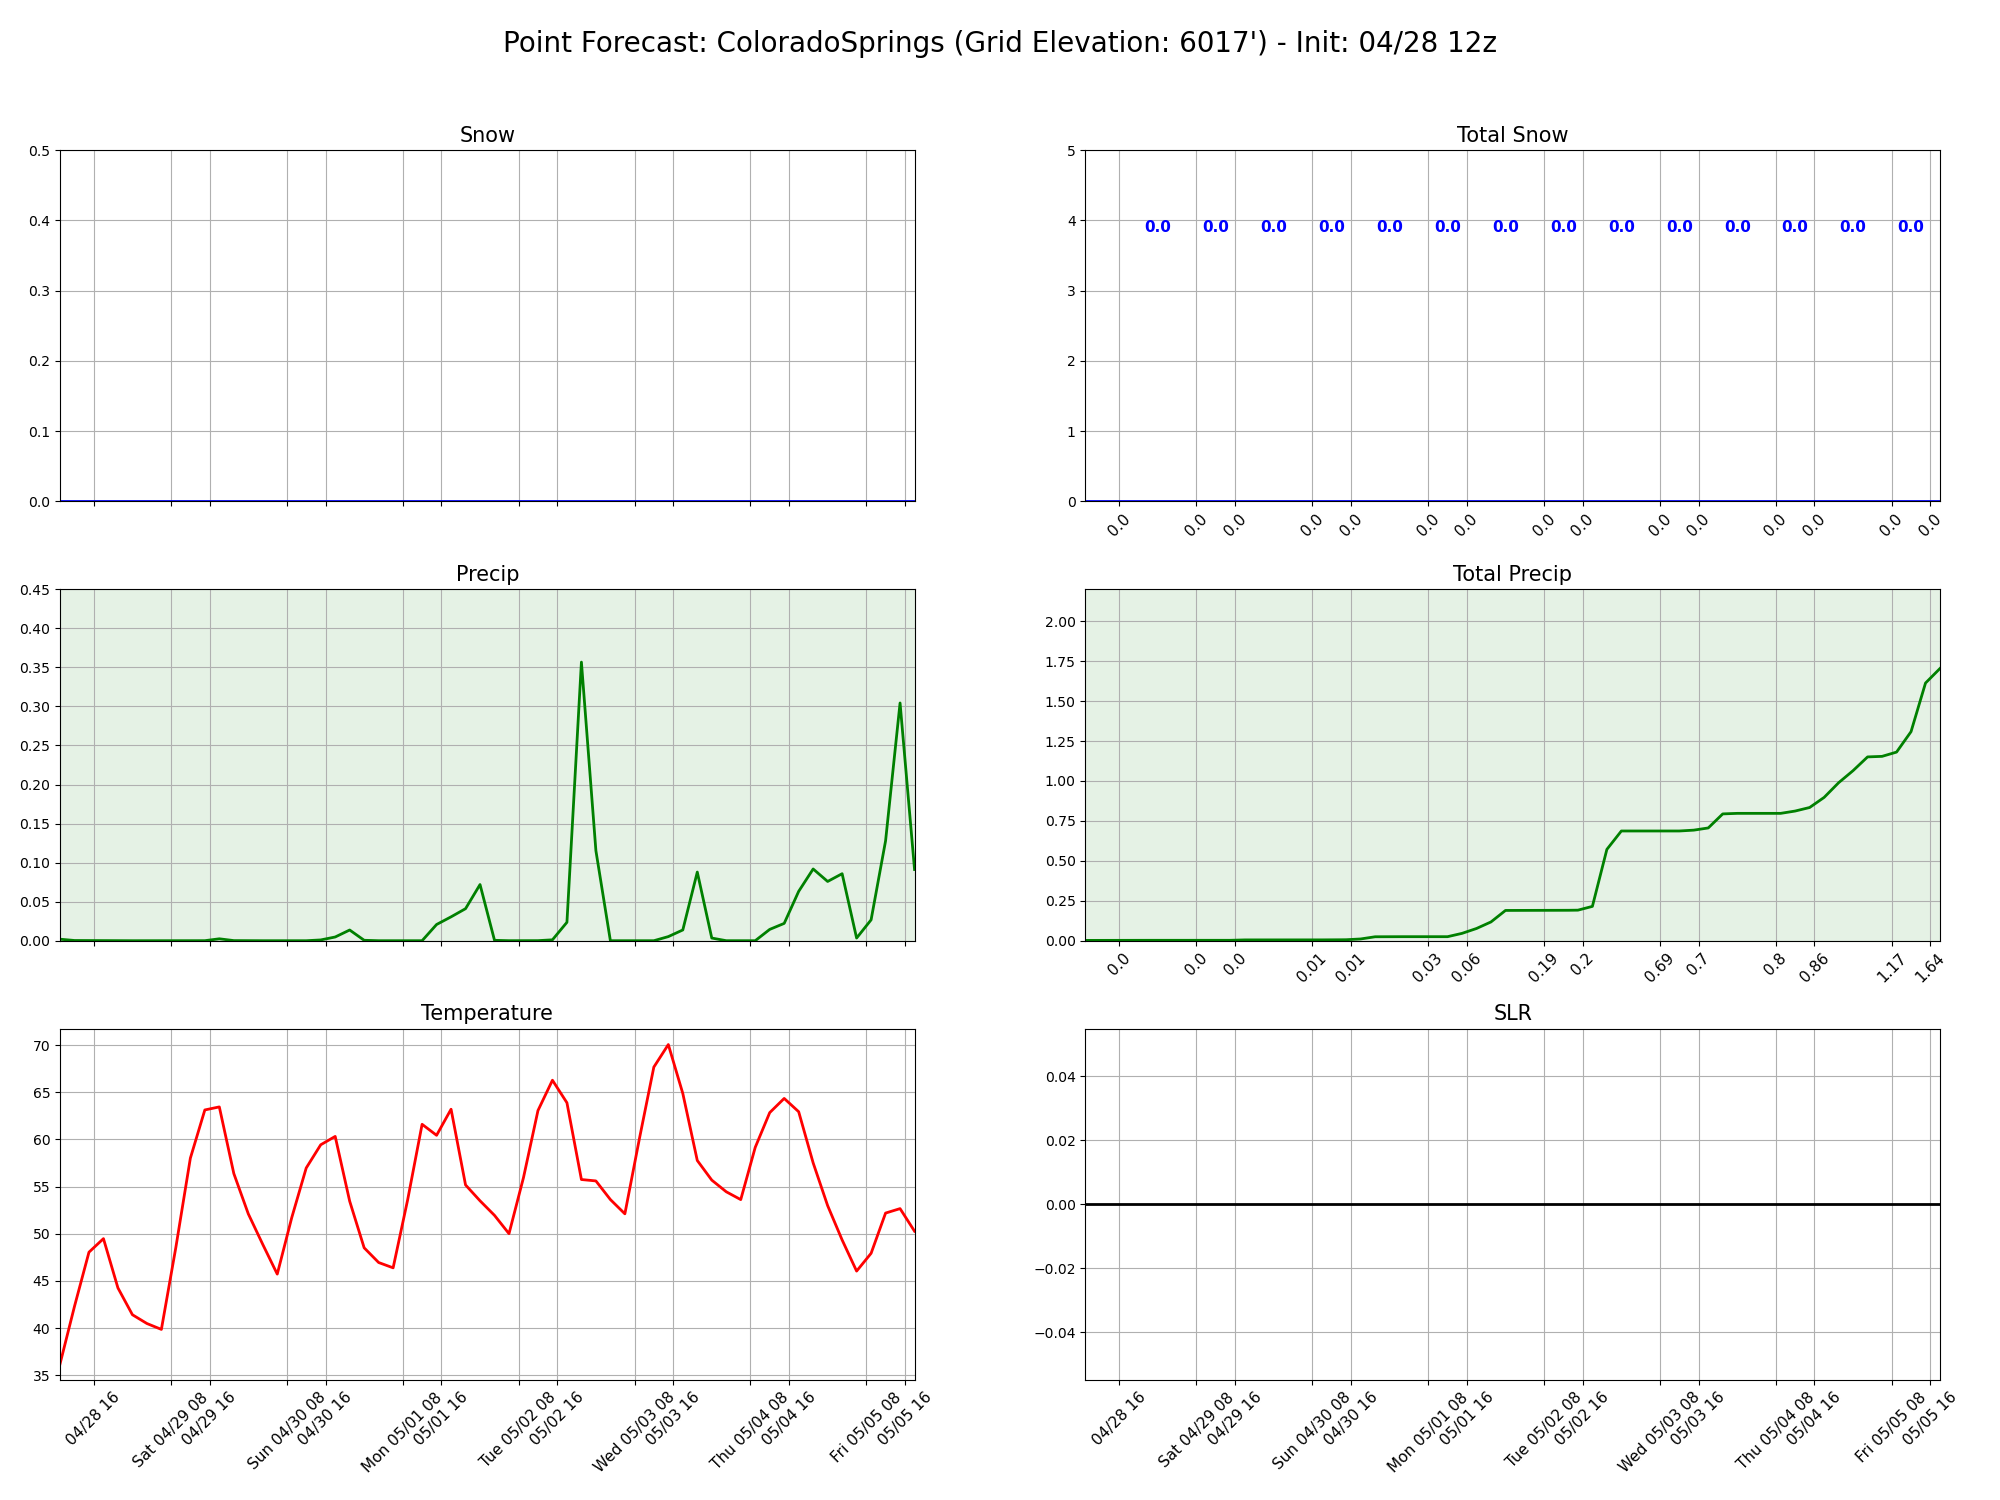 Point Forecast: ColoradoSprings (Grid Elevation: 6017') - Init: 04/28 12z
Snow
0.5
0.4
0.3
0.2
0.1
0.0
Total Snow
5
4
3
2
1
0
0.0 0.0 0.0 0.0 0.0 0.0 0.0 0.0 0.0 0.0 0.0 0.0 0.0 0.0
0.0 0.0 0.0 0.0 0.0 0.0 0.0 0.0 0.0 0.0 0.0 0.0 0.0 0.0 0.0
Precip
0.45
0.40
0.35
0.30
0.25
0.20
0.15
0.10
0.05
0.00
Total Precip
2.00
1.75
1.50
1.25
1.00
0.75
0.50
0.25
0.00
0.0 0.0 0.0 0.01 0.01 0.03 0.06 0.19 0.2 0.69 0.7 0.8 0.86 1.17 1.64
Temperature
70
65
60
55
50
45
40
35
04/28 16
Sat 04/29 08
04/29 16
Sun 04/30 08
04/30 16
Mon 05/01 08
05/01 16
Tue 05/02 08
05/02 16
Wed 05/03 08
05/03 16
Thu 05/04 08
05/04 16
Fri 05/05 08
05/05 16
SLR
0.04
0.02
0.00
−0.02
−0.04
04/28 16
Sat 04/29 08
04/29 16
Sun 04/30 08
04/30 16
Mon 05/01 08
05/01 16
Tue 05/02 08
05/02 16
Wed 05/03 08
05/03 16
Thu 05/04 08
05/04 16
Fri 05/05 08
05/05 16